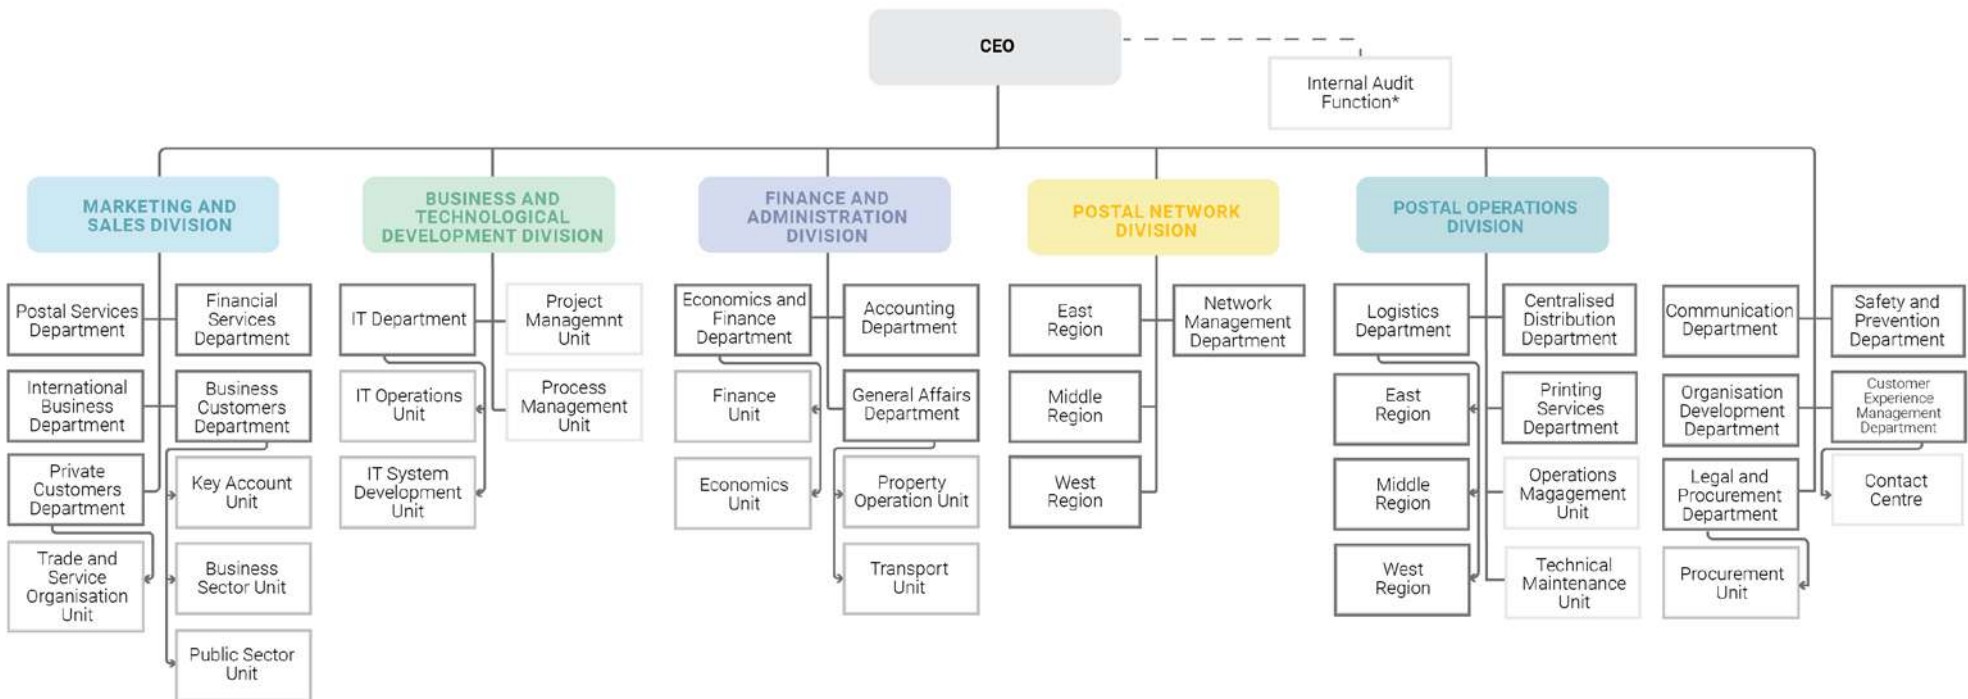 CEO
Internal Audit
Function*
MARKETING AND
SALES DIVISION
BUSINESS AND
TECHNOLOGICAL
DEVELOPMENT DIVISION
FINANCE AND
ADMINISTRATION
DIVISION
POSTAL NETWORK
DIVISION
POSTAL OPERATIONS
DIVISION
Postal Services
Department
Financial
Services
Department
International
Business
Department
Business
Customers
Department
Private
Customers
Department
Key Account
Unit
Trade and
Service
Organisation
Unit
Business
Sector Unit
Public Sector
Unit
IT Department
Project
Managemnt
Unit
IT Operations
Unit
Process
Management
Unit
IT System
Development
Unit
Economics and
Finance
Department
Accounting
Department
Finance
Unit
General Affairs
Department
Economics
Unit
Property
Operation Unit
Transport
Unit
East
Region
Network
Management
Department
Middle
Region
West
Region
Logistics
Department
Centralised
Distribution
Department
East
Region
Printing
Services
Department
Middle
Region
Operations
Magagement
Unit
West
Region
Technical
Maintenance
Unit
Communication
Department
Safety and
Prevention
Department
Organisation
Development
Department
Customer
Experience
Management
Department
Legal and
Procurement
Department
Contact
Centre
Procurement
Unit